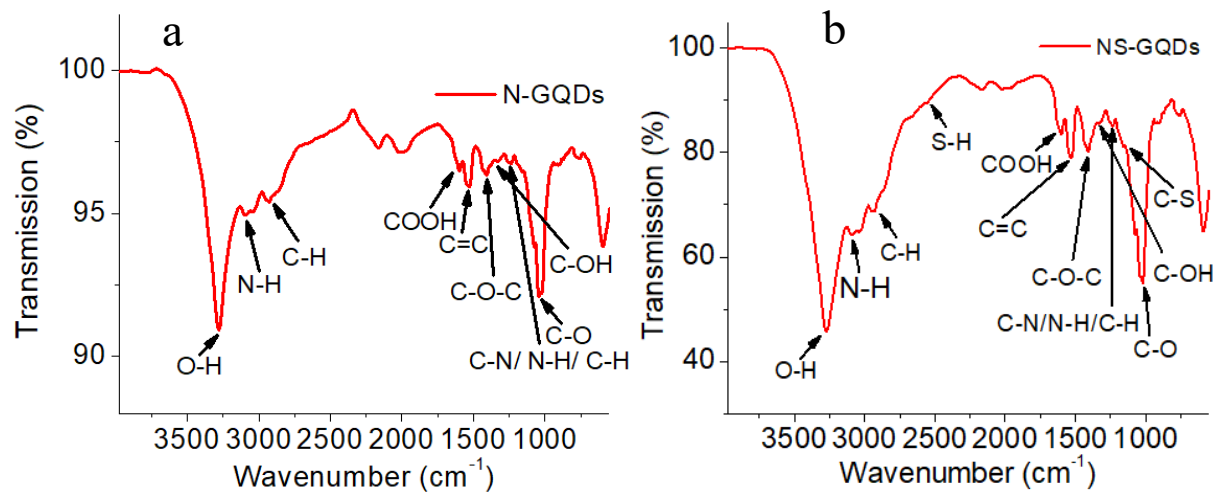 a
N-GQDs
Transmission (%)
100
95
90
O-H
N-H
C-H
COOH
C=C
C-O-C
C-OH
C-O
C-N/ N-H/ C-H
3500 3000 2500 2000 1500 1000
Wavenumber (cm⁻¹)
b
NS-GQDs
Transmission (%)
100
80
60
40
O-H
N-H
C-H
S-H
COOH
C=C
C-O-C
C-S
C-OH
C-N/N-H/C-H
C-O
3500 3000 2500 2000 1500 1000
Wavenumber (cm⁻¹)